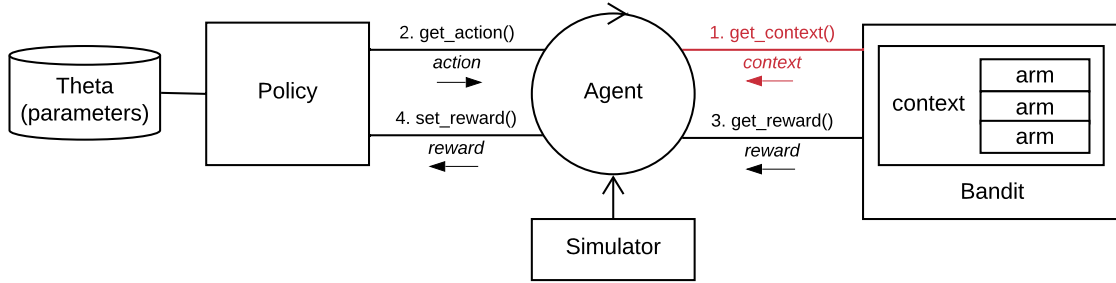 Theta
(parameters)
Policy
2. get_action()
action
4. set_reward()
reward
Agent
Simulator
1. get_context()
context
3. get_reward()
reward
context
arm
arm
arm
Bandit